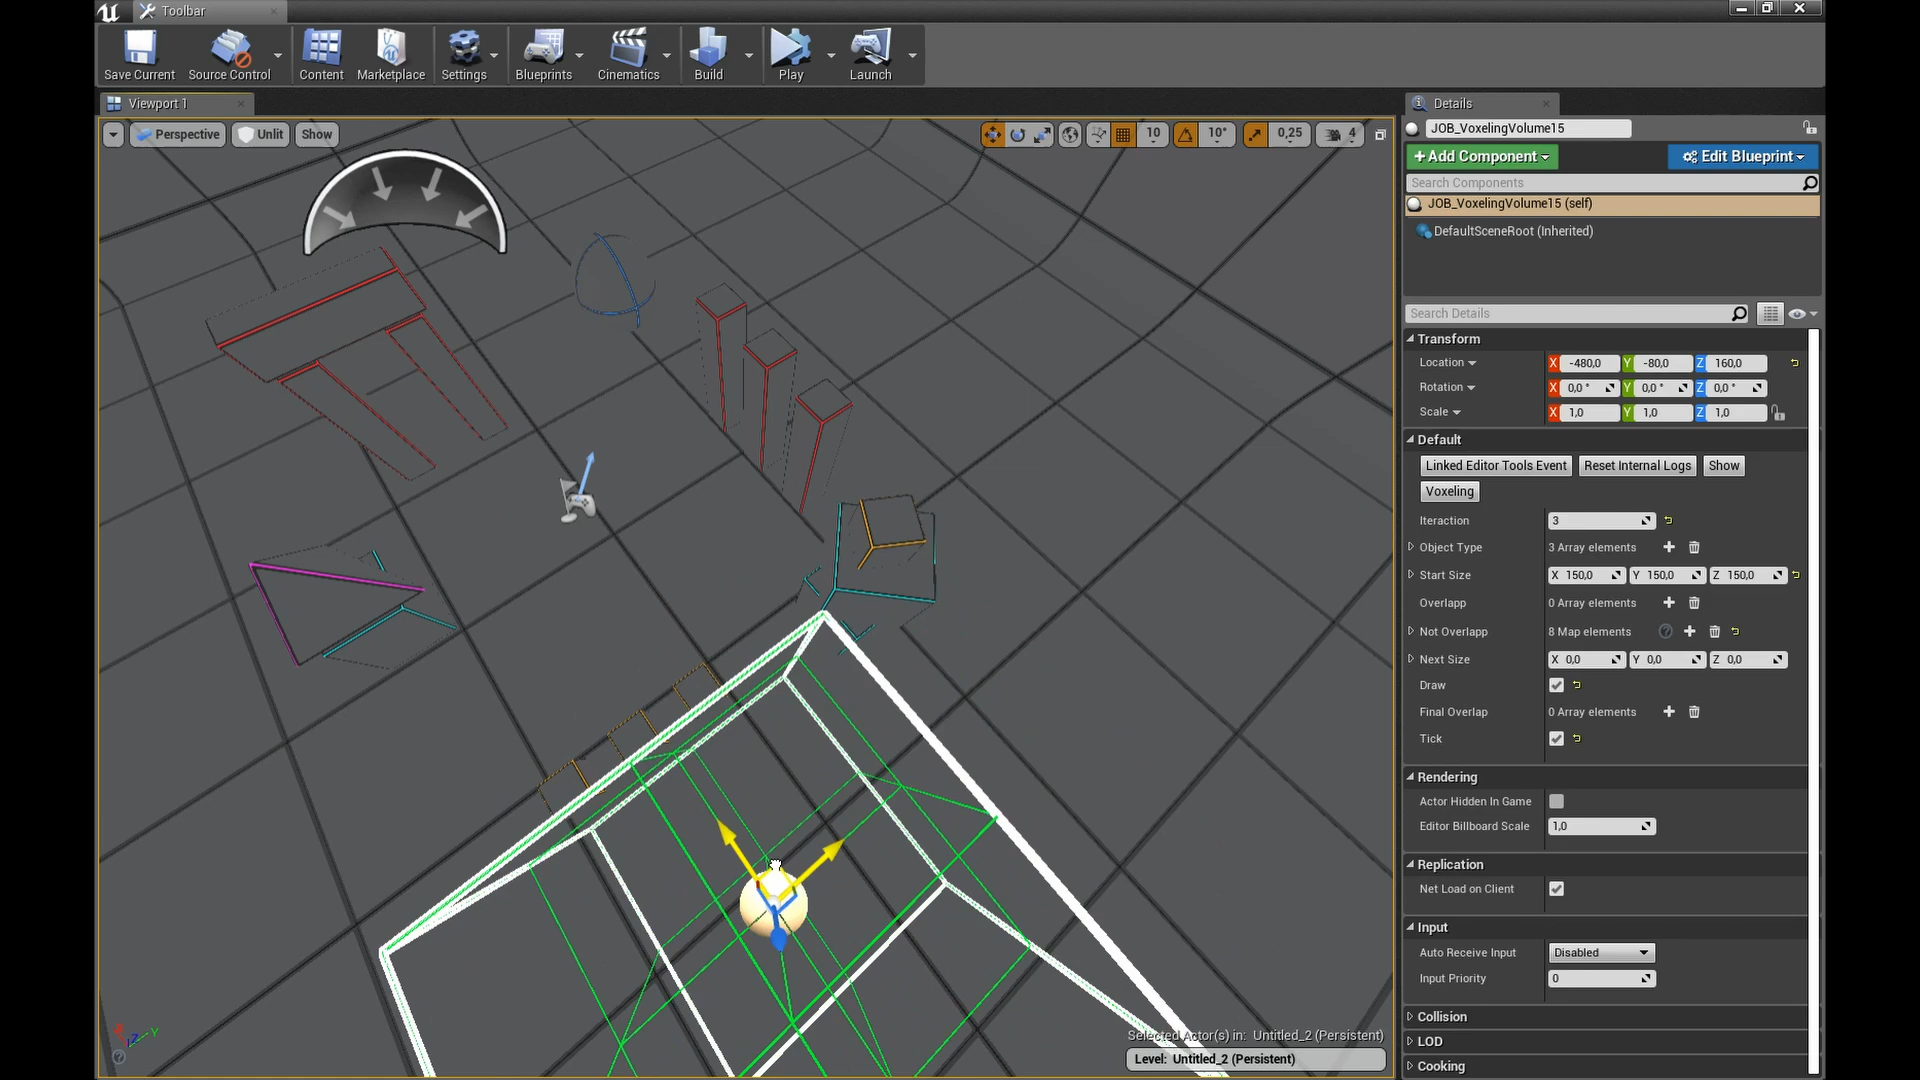 Toolbar
Save Current
Source Control
Content
Marketplace
Settings
Blueprints
Cinematics
Build
Play
Launch
Viewport 1
Perspective
Unlit
Show
10
10°
0,25
4
Selected Actor(s) in: Untitled_2 (Persistent)
Level: Untitled_2 (Persistent)
Details
JOB_VoxelingVolume15
+Add Component
Edit Blueprint
Search Components
JOB_VoxelingVolume15 (self)
DefaultSceneRoot (Inherited)
Search Details
Transform
Location X -480,0 Y -80,0 Z 160,0
Rotation X 0,0 ° Y 0,0 ° Z 0,0 °
Scale X 1,0 Y 1,0 Z 1,0
Default
Linked Editor Tools Event
Reset Internal Logs
Show
Voxeling
Iteraction 3
Object Type 3 Array elements
Start Size X 150,0 Y 150,0 Z 150,0
Overlapp 0 Array elements
Not Overlapp 8 Map elements
Next Size X 0,0 Y 0,0 Z 0,0
Draw
Final Overlap 0 Array elements
Tick
Rendering
Actor Hidden In Game
Editor Billboard Scale 1,0
Replication
Net Load on Client
Input
Auto Receive Input Disabled
Input Priority 0
Collision
LOD
Cooking